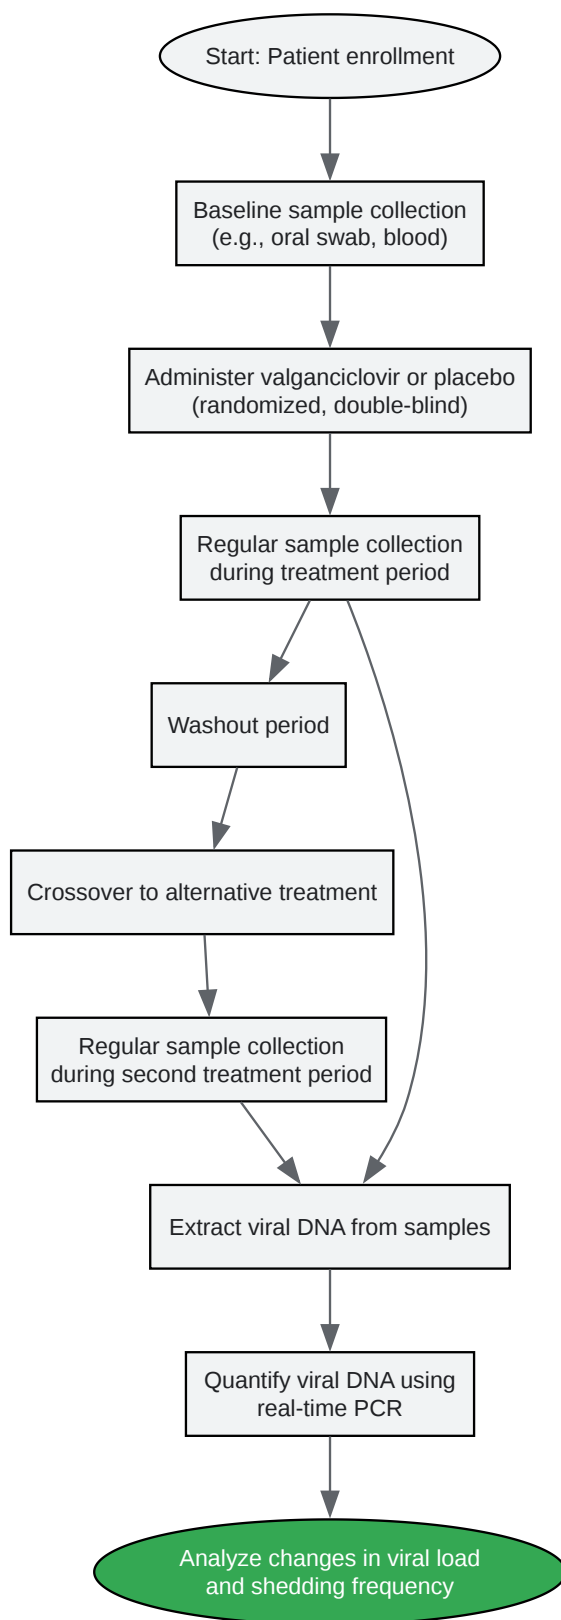 Start: Patient enrollment
Baseline sample collection
(e.g., oral swab, blood)
Administer valganciclovir or placebo
(randomized, double-blind)
Regular sample collection
during treatment period
Washout period
Crossover to alternative treatment
Regular sample collection
during second treatment period
Extract viral DNA from samples
Quantify viral DNA using
real-time PCR
Analyze changes in viral load
and shedding frequency